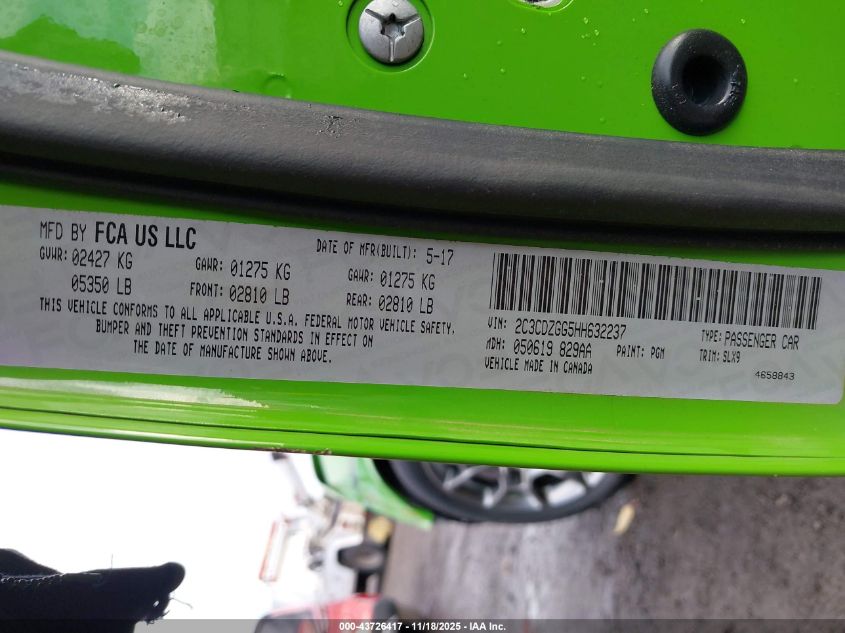 MFD BY FCA US LLC
DATE OF MFR(BUILT): 5-17
GVWR: 02427 KG
GAWR: 01275 KG
GAWR: 01275 KG
05350 LB
FRONT: 02810 LB
REAR: 02810 LB
THIS VEHICLE CONFORMS TO ALL APPLICABLE U.S.A. FEDERAL MOTOR VEHICLE SAFETY,
BUMPER AND THEFT PREVENTION STANDARDS IN EFFECT ON
THE DATE OF MANUFACTURE SHOWN ABOVE.
VIN: 2C3CDZGG5HH632237
TYPE: PASSENGER CAR
MDH: 050619 829AA
PAINT: PGN
TRIM: SLX9
VEHICLE MADE IN CANADA
4658843
000-43726417 - 11/18/2025 - IAA Inc.